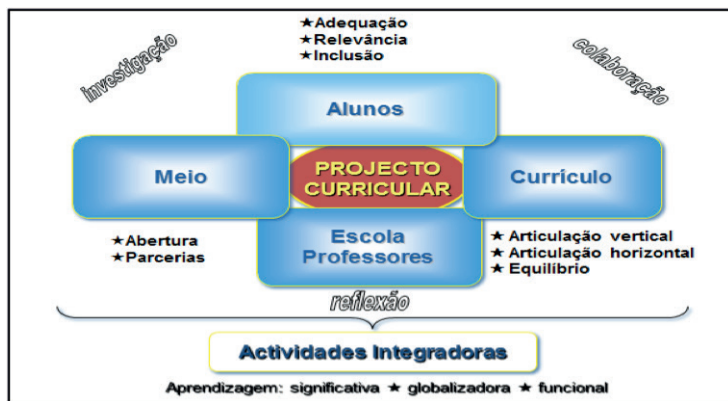 ★Adequação
★Relevância
★Inclusão
investigação
colaboração
Alunos
Meio
PROJECTO
CURRICULAR
Currículo
★Abertura
★Parcerias
Escola
Professores
★ Articulação vertical
★ Articulação horizontal
★ Equilíbrio
reflexão
Actividades Integradoras
Aprendizagem: significativa ★ globalizadora ★ funcional